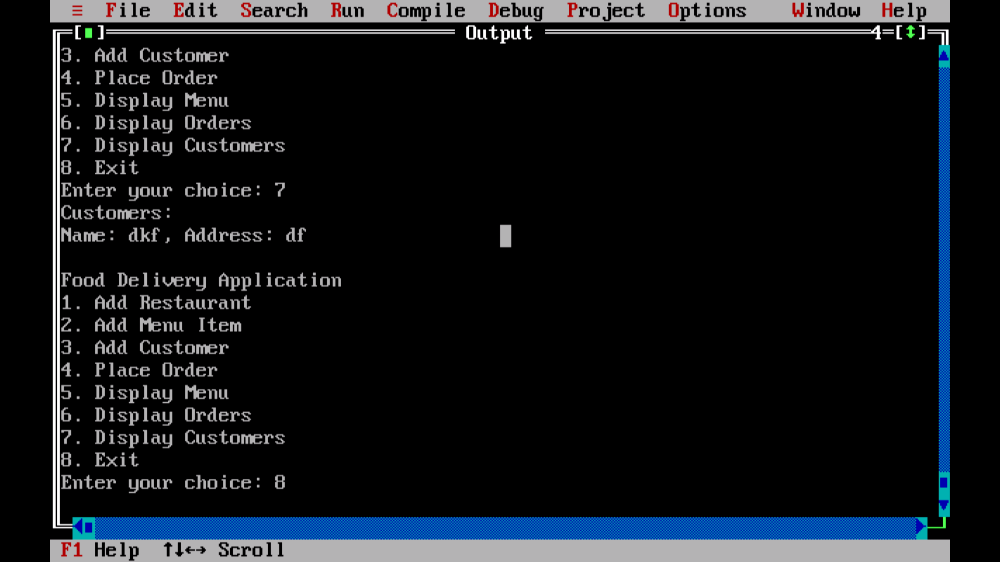 ≡ File Edit Search Run Compile Debug Project Options Window Help
[■] Output 4=[↕]
3. Add Customer
4. Place Order
5. Display Menu
6. Display Orders
7. Display Customers
8. Exit
Enter your choice: 7
Customers:
Name: dkf, Address: df
Food Delivery Application
1. Add Restaurant
2. Add Menu Item
3. Add Customer
4. Place Order
5. Display Menu
6. Display Orders
7. Display Customers
8. Exit
Enter your choice: 8
F1 Help ↑↓←→ Scroll